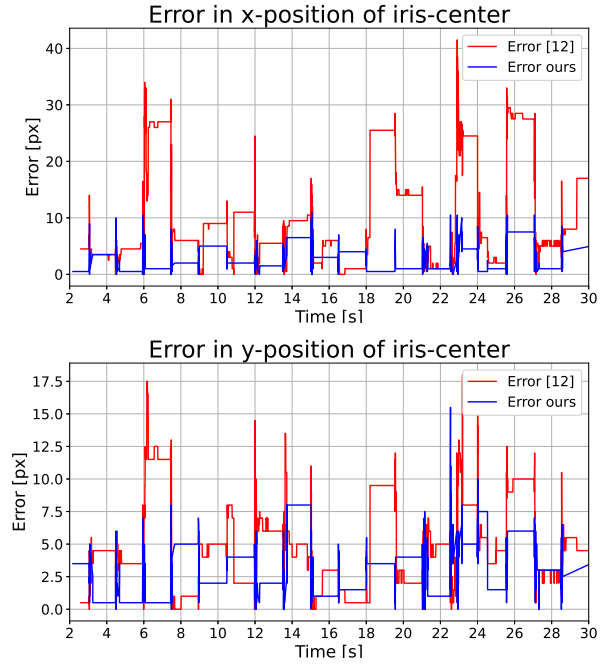 Error in x-position of iris-center
Error [12]
Error ours
40
30
20
10
0
Error [px]
2 4 6 8 10 12 14 16 18 20 22 24 26 28 30
Time [s]
Error in y-position of iris-center
Error [12]
Error ours
17.5
15.0
12.5
10.0
7.5
5.0
2.5
0.0
Error [px]
2 4 6 8 10 12 14 16 18 20 22 24 26 28 30
Time [s]